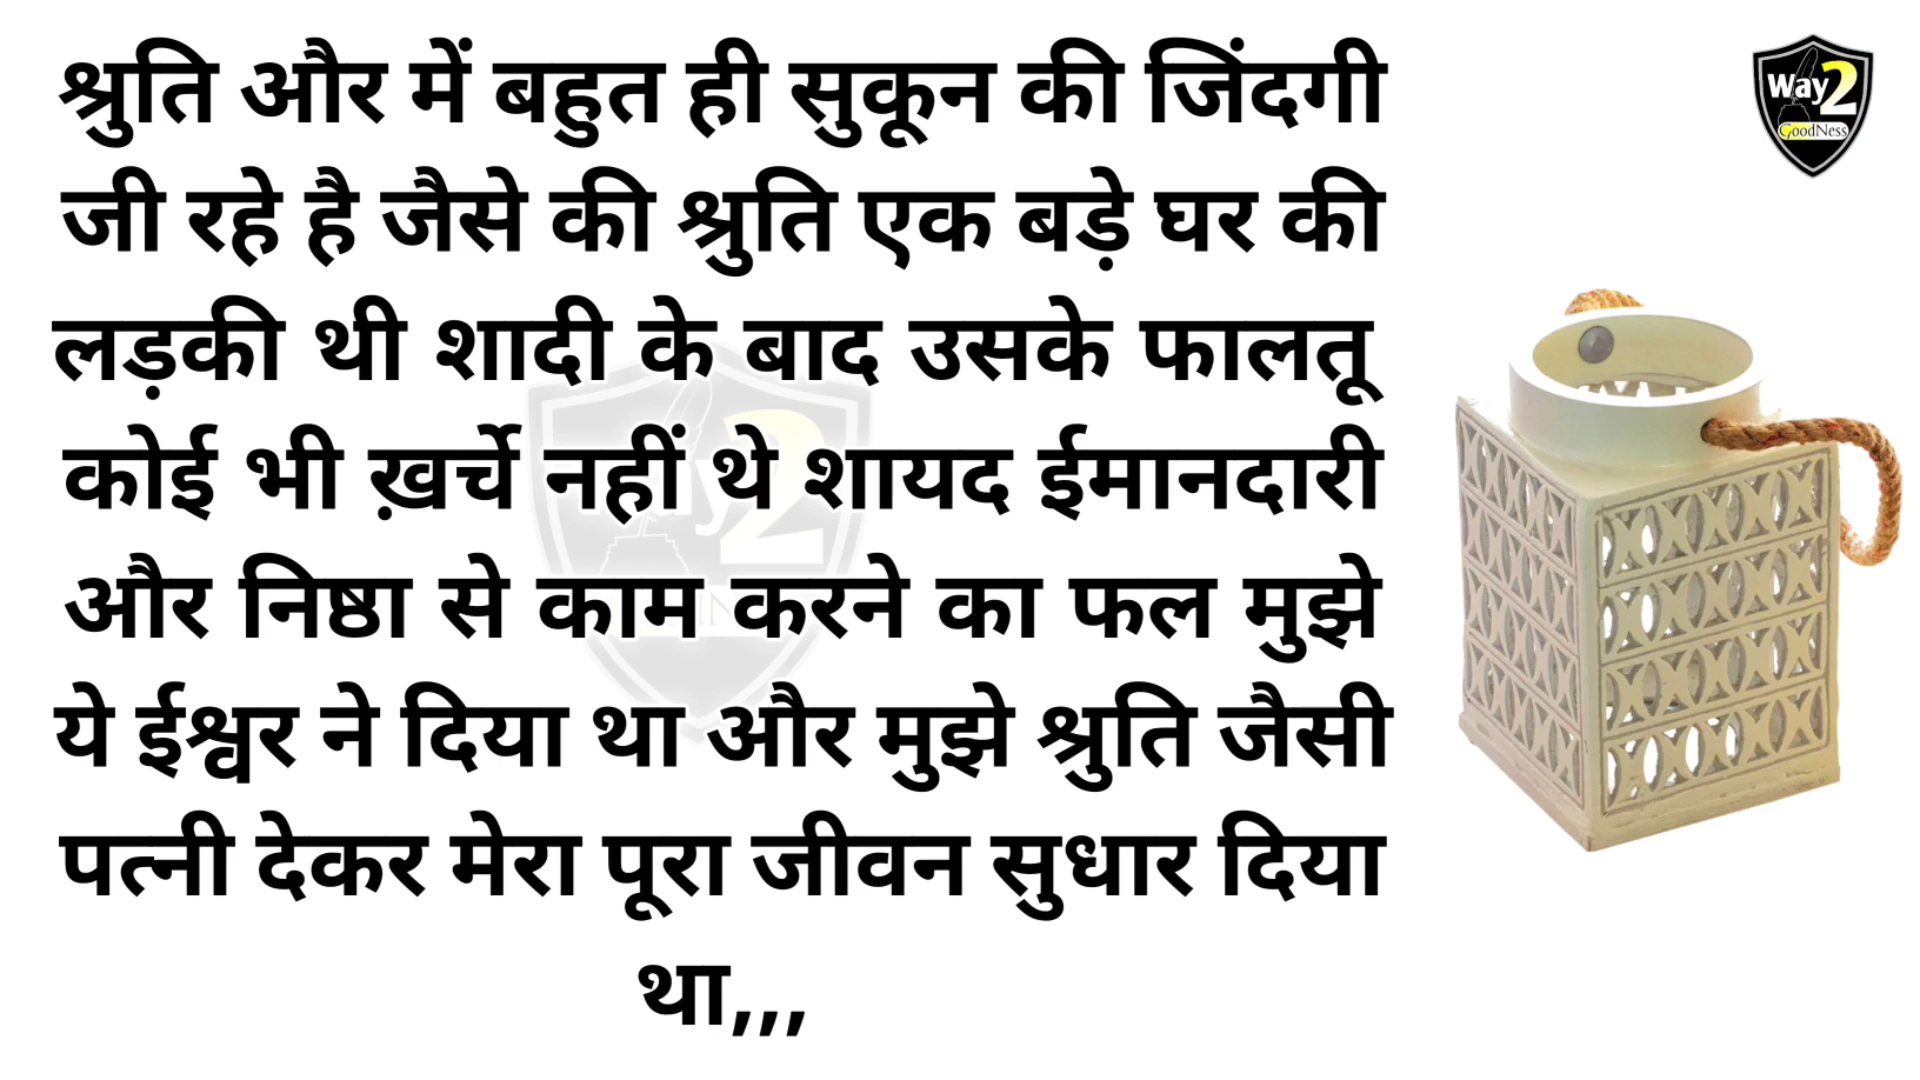 श्रुति और में बहुत ही सुकून की जिंदगी
जी रहे है जैसे की श्रुति एक बड़े घर की
लड़की थी शादी के बाद उसके फालतू
कोई भी ख़र्चे नहीं थे शायद ईमानदारी
और निष्ठा से काम करने का फल मुझे
ये ईश्वर ने दिया था और मुझे श्रुति जैसी
पत्नी देकर मेरा पूरा जीवन सुधार दिया
था,,,
Way2
GoodNess